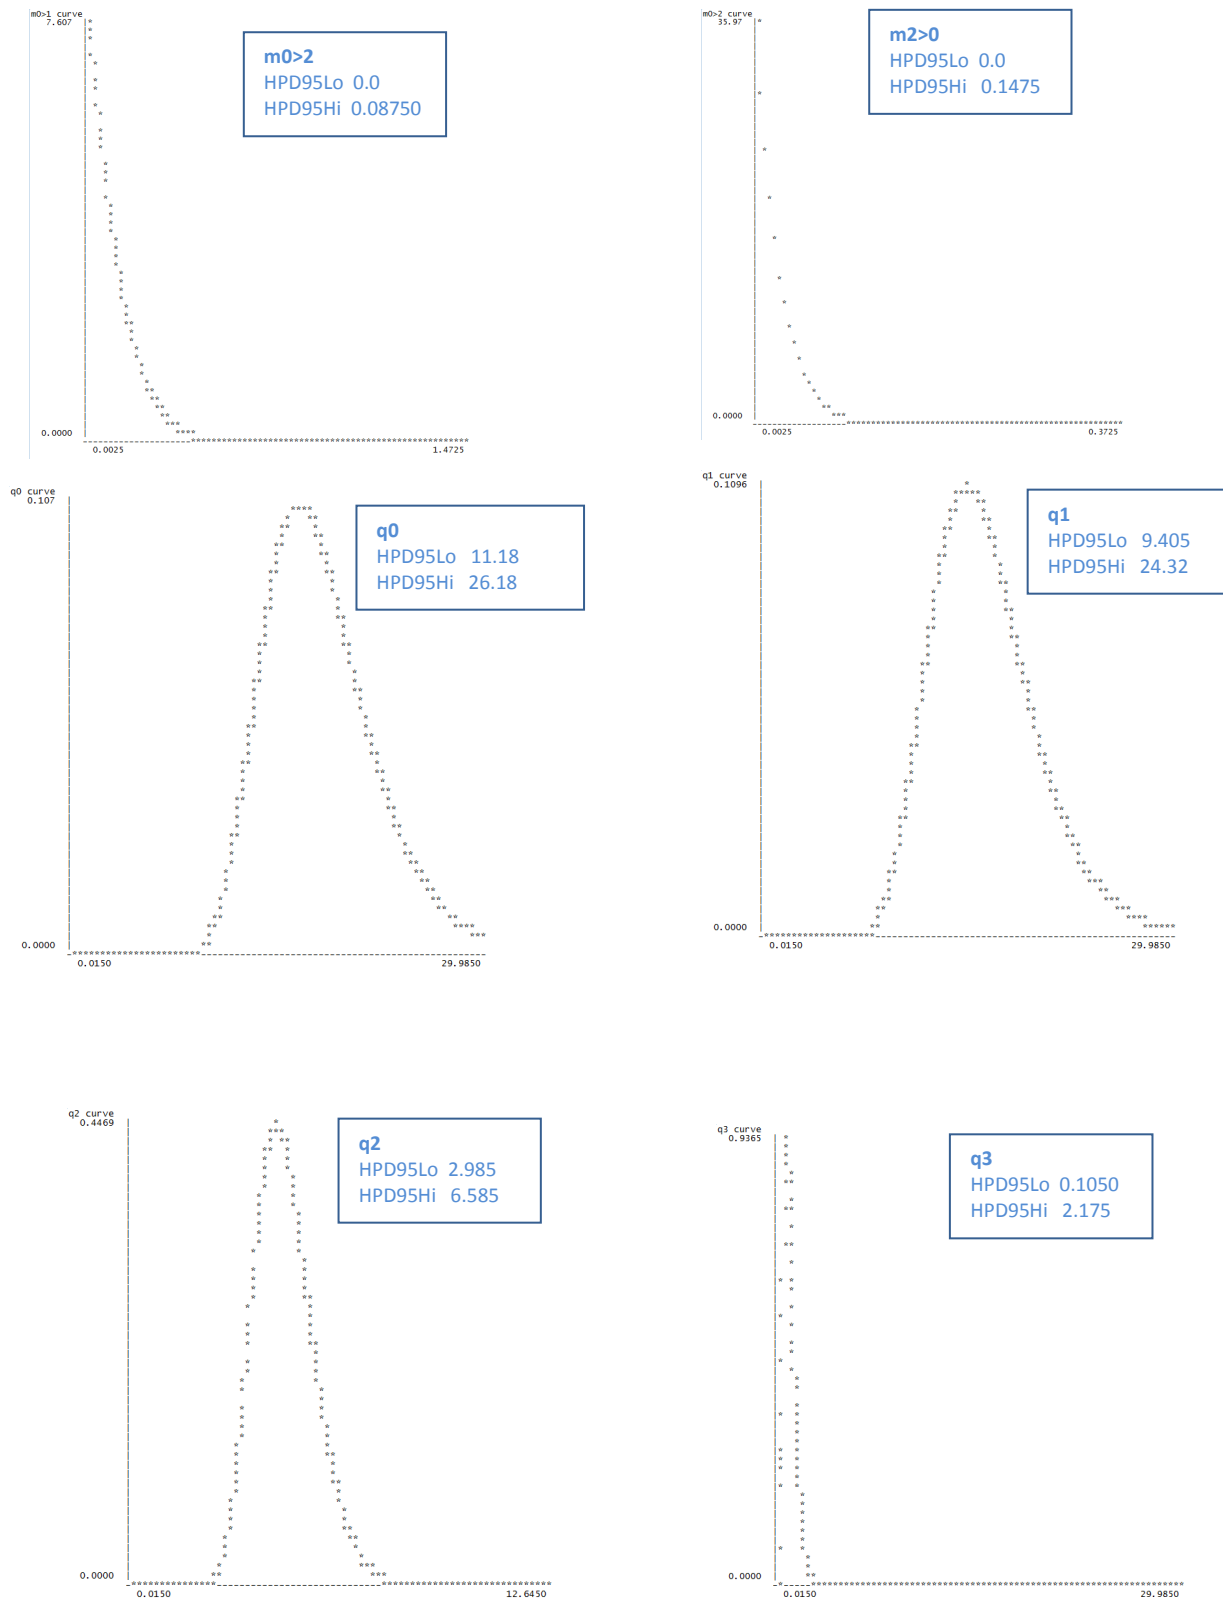 m0>1 curve
7.607
m0>2
HPD95Lo 0.0
HPD95Hi 0.08750
0.0000
0.0025 1.4725
m0>2 curve
35.97
m2>0
HPD95Lo 0.0
HPD95Hi 0.1475
0.0000
0.0025 0.3725
q0 curve
0.107
q0
HPD95Lo 11.18
HPD95Hi 26.18
0.0000
0.0150 29.9850
q1 curve
0.1096
q1
HPD95Lo 9.405
HPD95Hi 24.32
0.0000
0.0150 29.9850
q2 curve
0.4469
q2
HPD95Lo 2.985
HPD95Hi 6.585
0.0000
0.0150 12.6450
q3 curve
0.9365
q3
HPD95Lo 0.1050
HPD95Hi 2.175
0.0000
0.0150 29.9850